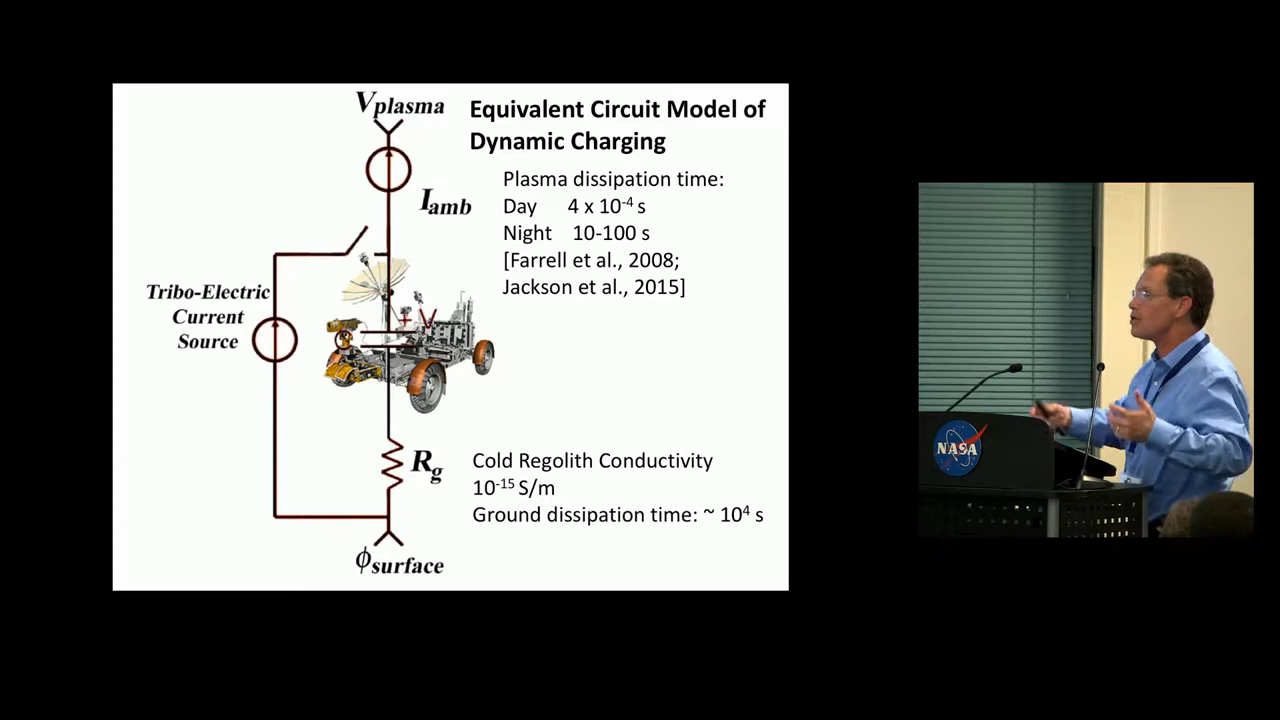 Vplasma
Equivalent Circuit Model of
Dynamic Charging
Iamb
Plasma dissipation time:
Day 4 x 10⁻⁴ s
Night 10-100 s
[Farrell et al., 2008;
Jackson et al., 2015]
Tribo-Electric
Current
Source
+ V
Rg
Cold Regolith Conductivity
10⁻¹⁵ S/m
Ground dissipation time: ~ 10⁴ s
ϕsurface
NASA